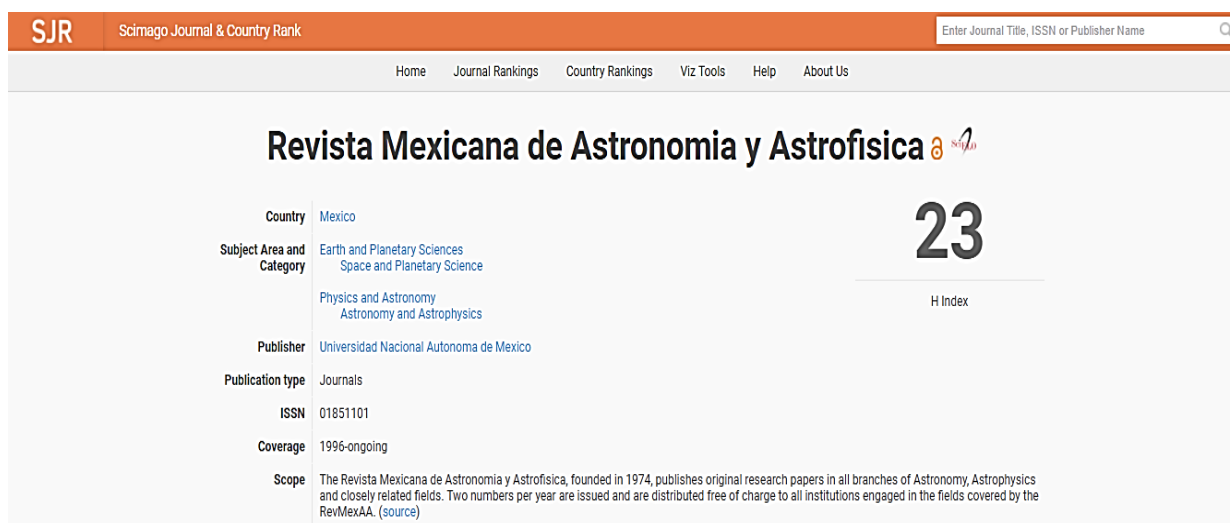 SJR Scimago Journal & Country Rank Enter Journal Title, ISSN or Publisher Name
Home Journal Rankings Country Rankings Viz Tools Help About Us
Revista Mexicana de Astronomia y Astrofisica SciELO
Country Mexico
23
Subject Area and Category Earth and Planetary Sciences
Space and Planetary Science
H Index
Physics and Astronomy
Astronomy and Astrophysics
Publisher Universidad Nacional Autonoma de Mexico
Publication type Journals
ISSN 01851101
Coverage 1996-ongoing
Scope The Revista Mexicana de Astronomia y Astrofisica, founded in 1974, publishes original research papers in all branches of Astronomy, Astrophysics
and closely related fields. Two numbers per year are issued and are distributed free of charge to all institutions engaged in the fields covered by the
RevMexAA. (source)